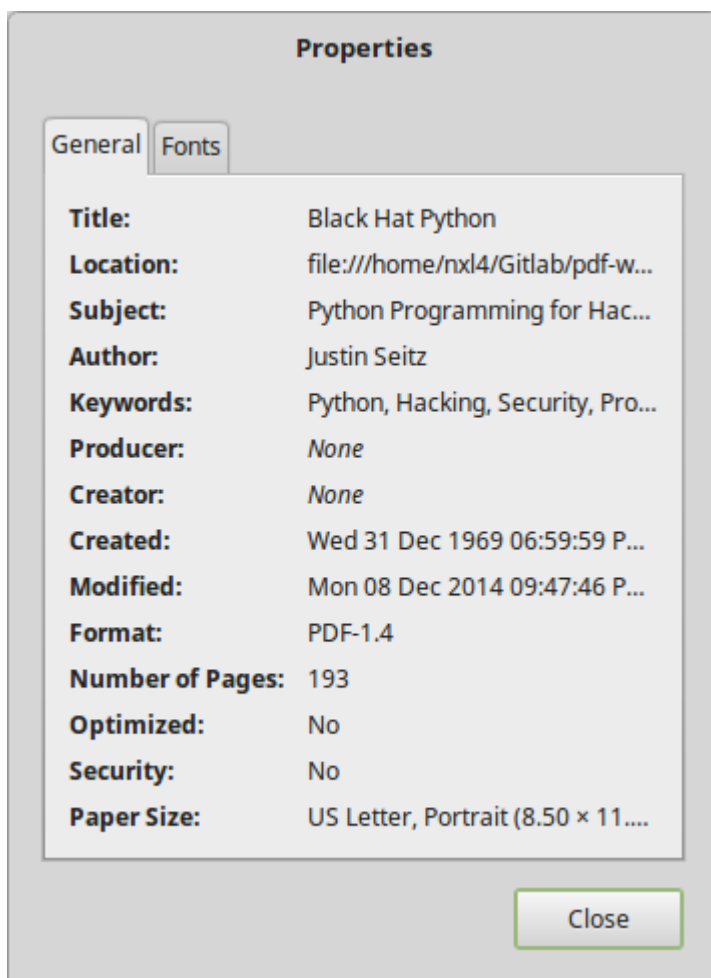 Properties
General Fonts
Title: Black Hat Python
Location: file:///home/nxl4/Gitlab/pdf-w...
Subject: Python Programming for Hac...
Author: Justin Seitz
Keywords: Python, Hacking, Security, Pro...
Producer: None
Creator: None
Created: Wed 31 Dec 1969 06:59:59 P...
Modified: Mon 08 Dec 2014 09:47:46 P...
Format: PDF-1.4
Number of Pages: 193
Optimized: No
Security: No
Paper Size: US Letter, Portrait (8.50 × 11....
Close